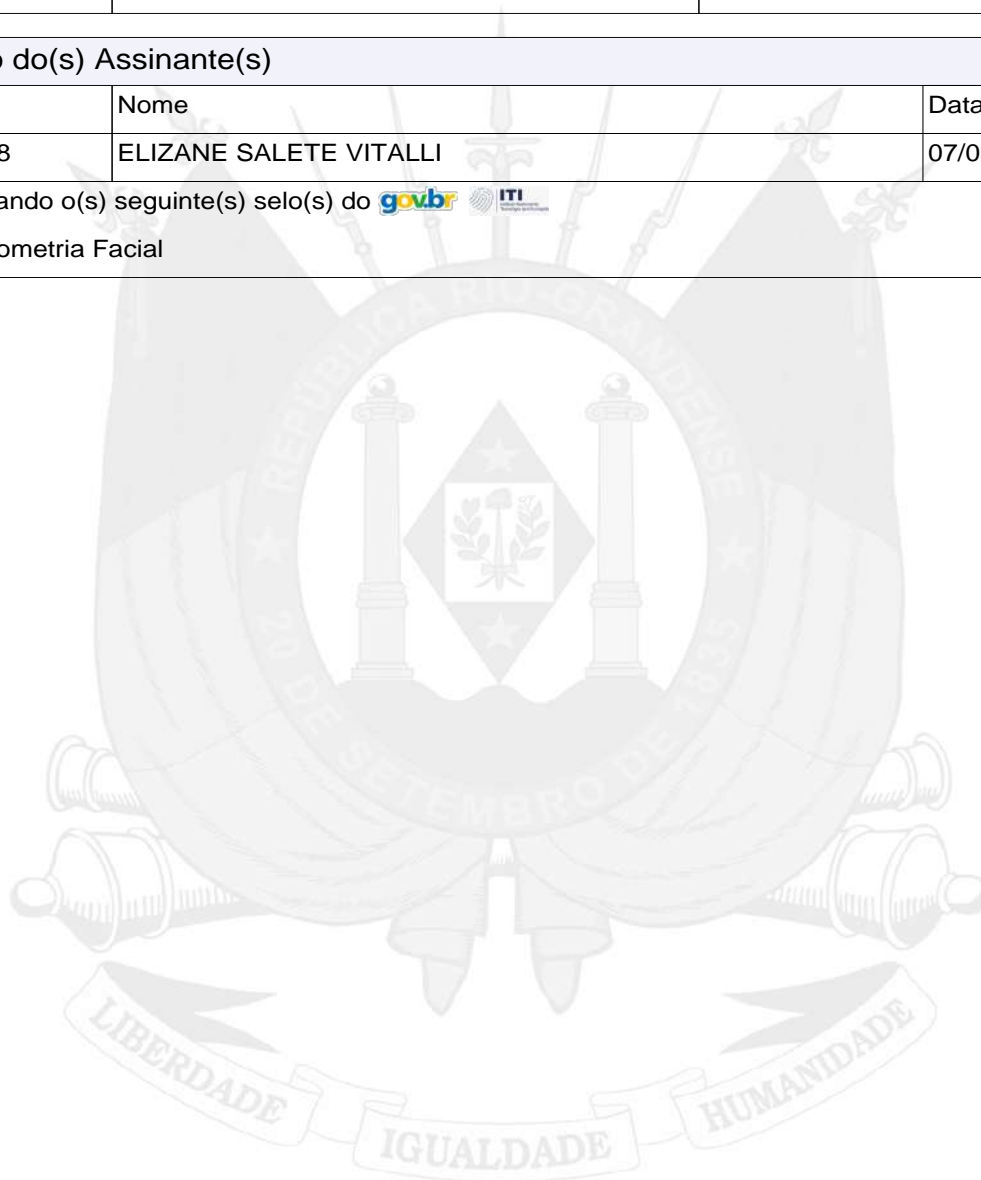 o do(s) Assinante(s)
Nome Data
8 ELIZANE SALETE VITALLI 07/0
ando o(s) seguinte(s) selo(s) do gov.br ITI
ometria Facial
REPÚBLICA RIO-GRANDENSE
20 DE SETEMBRO DE 1835
LIBERDADE IGUALDADE HUMANIDADE